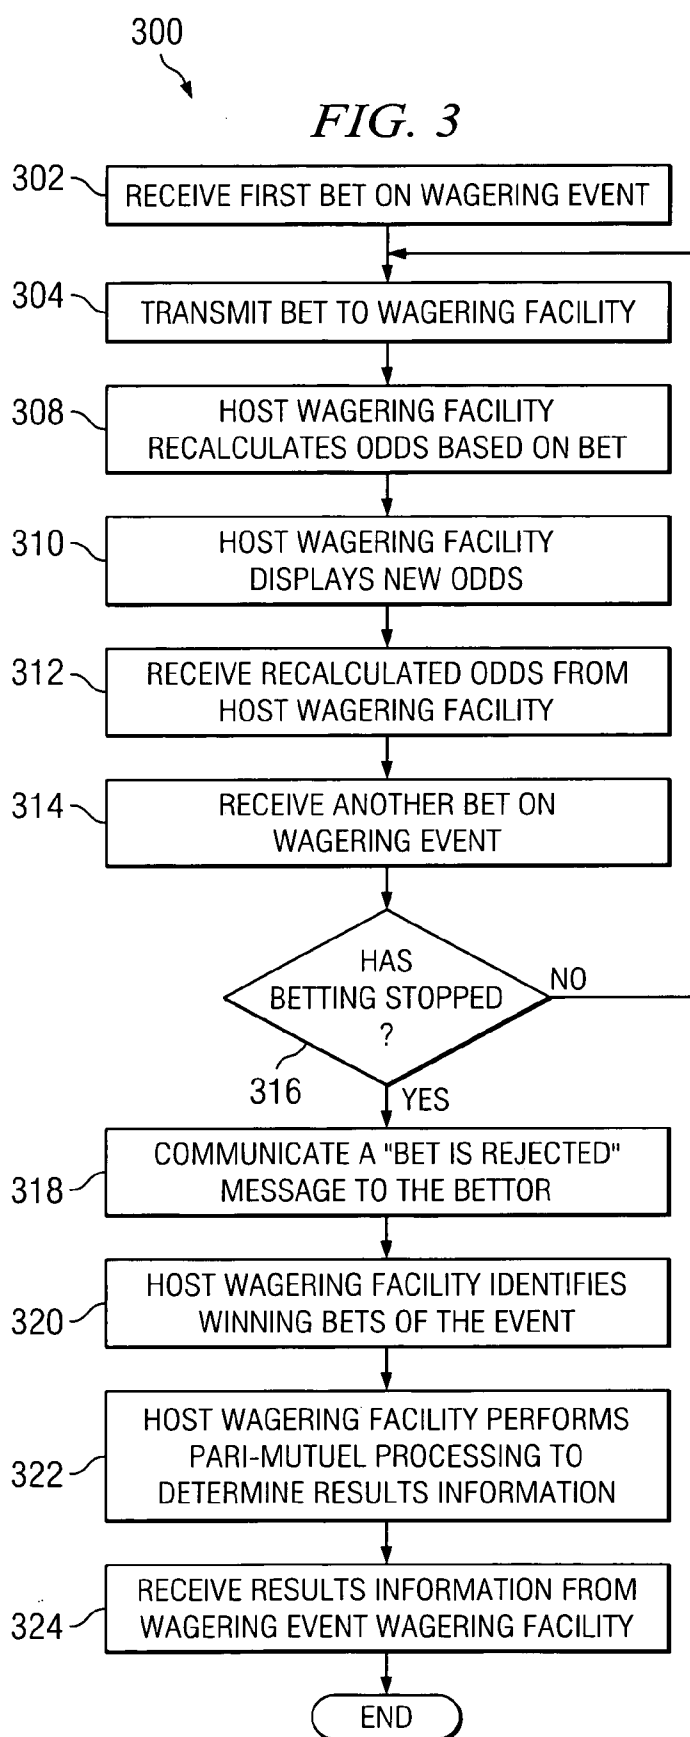 300
FIG. 3
302
RECEIVE FIRST BET ON WAGERING EVENT
304
TRANSMIT BET TO WAGERING FACILITY
308
HOST WAGERING FACILITY
RECALCULATES ODDS BASED ON BET
310
HOST WAGERING FACILITY
DISPLAYS NEW ODDS
312
RECEIVE RECALCULATED ODDS FROM
HOST WAGERING FACILITY
314
RECEIVE ANOTHER BET ON
WAGERING EVENT
HAS
BETTING STOPPED
?
NO
316
YES
318
COMMUNICATE A "BET IS REJECTED"
MESSAGE TO THE BETTOR
320
HOST WAGERING FACILITY IDENTIFIES
WINNING BETS OF THE EVENT
322
HOST WAGERING FACILITY PERFORMS
PARI-MUTUEL PROCESSING TO
DETERMINE RESULTS INFORMATION
324
RECEIVE RESULTS INFORMATION FROM
WAGERING EVENT WAGERING FACILITY
END